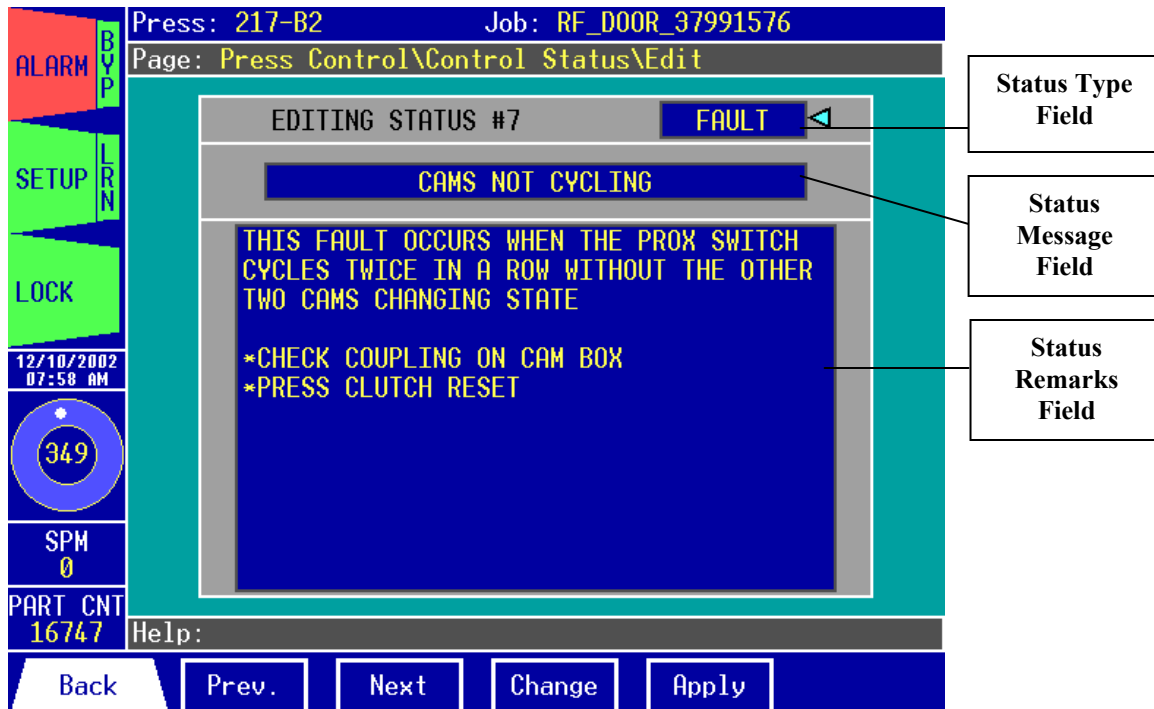 Press: 217-B2 Job: RF_DOOR_37991576
Page: Press Control\Control Status\Edit
ALARM
BYP
SETUP
LRN
LOCK
12/10/2002
07:58 AM
349
SPM
0
PART CNT
16747
EDITING STATUS #7
FAULT
CAMS NOT CYCLING
THIS FAULT OCCURS WHEN THE PROX SWITCH
CYCLES TWICE IN A ROW WITHOUT THE OTHER
TWO CAMS CHANGING STATE
*CHECK COUPLING ON CAM BOX
*PRESS CLUTCH RESET
Help:
Back
Prev.
Next
Change
Apply
Status Type
Field
Status
Message
Field
Status
Remarks
Field